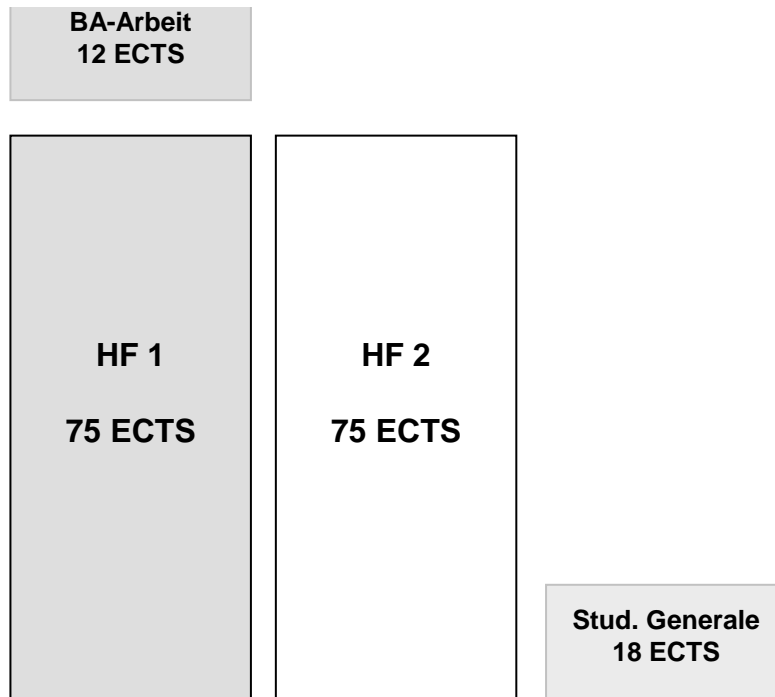 BA-Arbeit
12 ECTS
HF 1
75 ECTS
HF 2
75 ECTS
Stud. Generale
18 ECTS